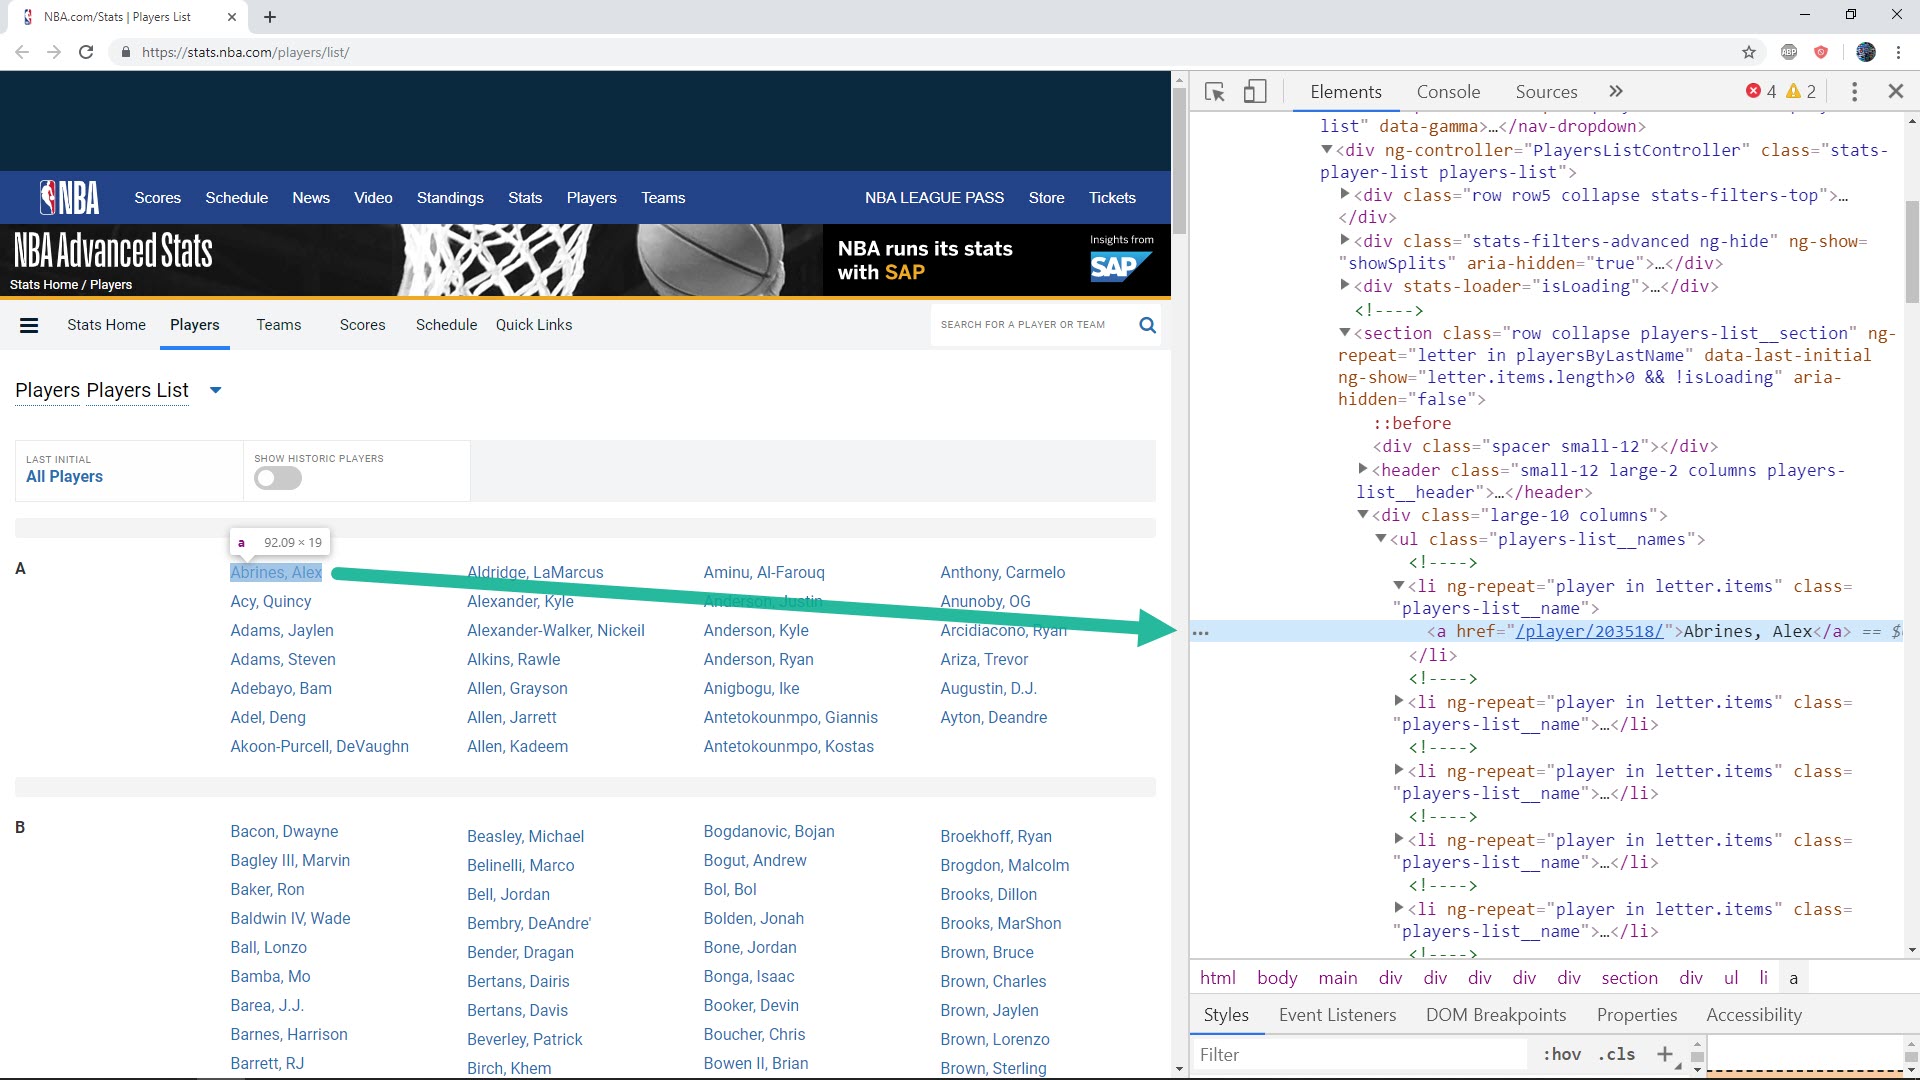 NBA.com/Stats | Players List
https://stats.nba.com/players/list/
ABP
NBA
Scores Schedule News Video Standings Stats Players Teams NBA LEAGUE PASS Store Tickets
NBA Advanced Stats
Stats Home / Players
NBA runs its stats
with SAP
Insights from
SAP
Stats Home Players Teams Scores Schedule Quick Links SEARCH FOR A PLAYER OR TEAM
Players Players List
LAST INITIAL
All Players
SHOW HISTORIC PLAYERS
a 92.09 × 19
A
Abrines, Alex Aldridge, LaMarcus Aminu, Al-Farouq Anthony, Carmelo
Acy, Quincy Alexander, Kyle Anderson, Justin Anunoby, OG
Adams, Jaylen Alexander-Walker, Nickeil Anderson, Kyle Arcidiacono, Ryan
Adams, Steven Alkins, Rawle Anderson, Ryan Ariza, Trevor
Adebayo, Bam Allen, Grayson Anigbogu, Ike Augustin, D.J.
Adel, Deng Allen, Jarrett Antetokounmpo, Giannis Ayton, Deandre
Akoon-Purcell, DeVaughn Allen, Kadeem Antetokounmpo, Kostas
B
Bacon, Dwayne Beasley, Michael Bogdanovic, Bojan Broekhoff, Ryan
Bagley III, Marvin Belinelli, Marco Bogut, Andrew Brogdon, Malcolm
Baker, Ron Bell, Jordan Bol, Bol Brooks, Dillon
Baldwin IV, Wade Bembry, DeAndre' Bolden, Jonah Brooks, MarShon
Ball, Lonzo Bender, Dragan Bone, Jordan Brown, Bruce
Bamba, Mo Bertans, Dairis Bonga, Isaac Brown, Charles
Barea, J.J. Bertans, Davis Booker, Devin Brown, Jaylen
Barnes, Harrison Beverley, Patrick Boucher, Chris Brown, Lorenzo
Barrett, RJ Birch, Khem Bowen II, Brian Brown, Sterling
Elements Console Sources » 4 2
list" data-gamma>…</nav-dropdown>
<div ng-controller="PlayersListController" class="stats-
player-list players-list">
<div class="row row5 collapse stats-filters-top">…
</div>
<div class="stats-filters-advanced ng-hide" ng-show=
"showSplits" aria-hidden="true">…</div>
<div stats-loader="isLoading">…</div>
<!---->
<section class="row collapse players-list__section" ng-
repeat="letter in playersByLastName" data-last-initial
ng-show="letter.items.length>0 && !isLoading" aria-
hidden="false">
::before
<div class="spacer small-12"></div>
<header class="small-12 large-2 columns players-
list__header">…</header>
<div class="large-10 columns">
<ul class="players-list__names">
<!---->
<li ng-repeat="player in letter.items" class=
"players-list__name">
<a href="/player/203518/">Abrines, Alex</a> == $
</li>
<!---->
<li ng-repeat="player in letter.items" class=
"players-list__name">…</li>
<!---->
<li ng-repeat="player in letter.items" class=
"players-list__name">…</li>
<!---->
<li ng-repeat="player in letter.items" class=
"players-list__name">…</li>
<!---->
<li ng-repeat="player in letter.items" class=
"players-list__name">…</li>
<!---->
html body main div div div div div section div ul li a
Styles Event Listeners DOM Breakpoints Properties Accessibility
Filter :hov .cls +